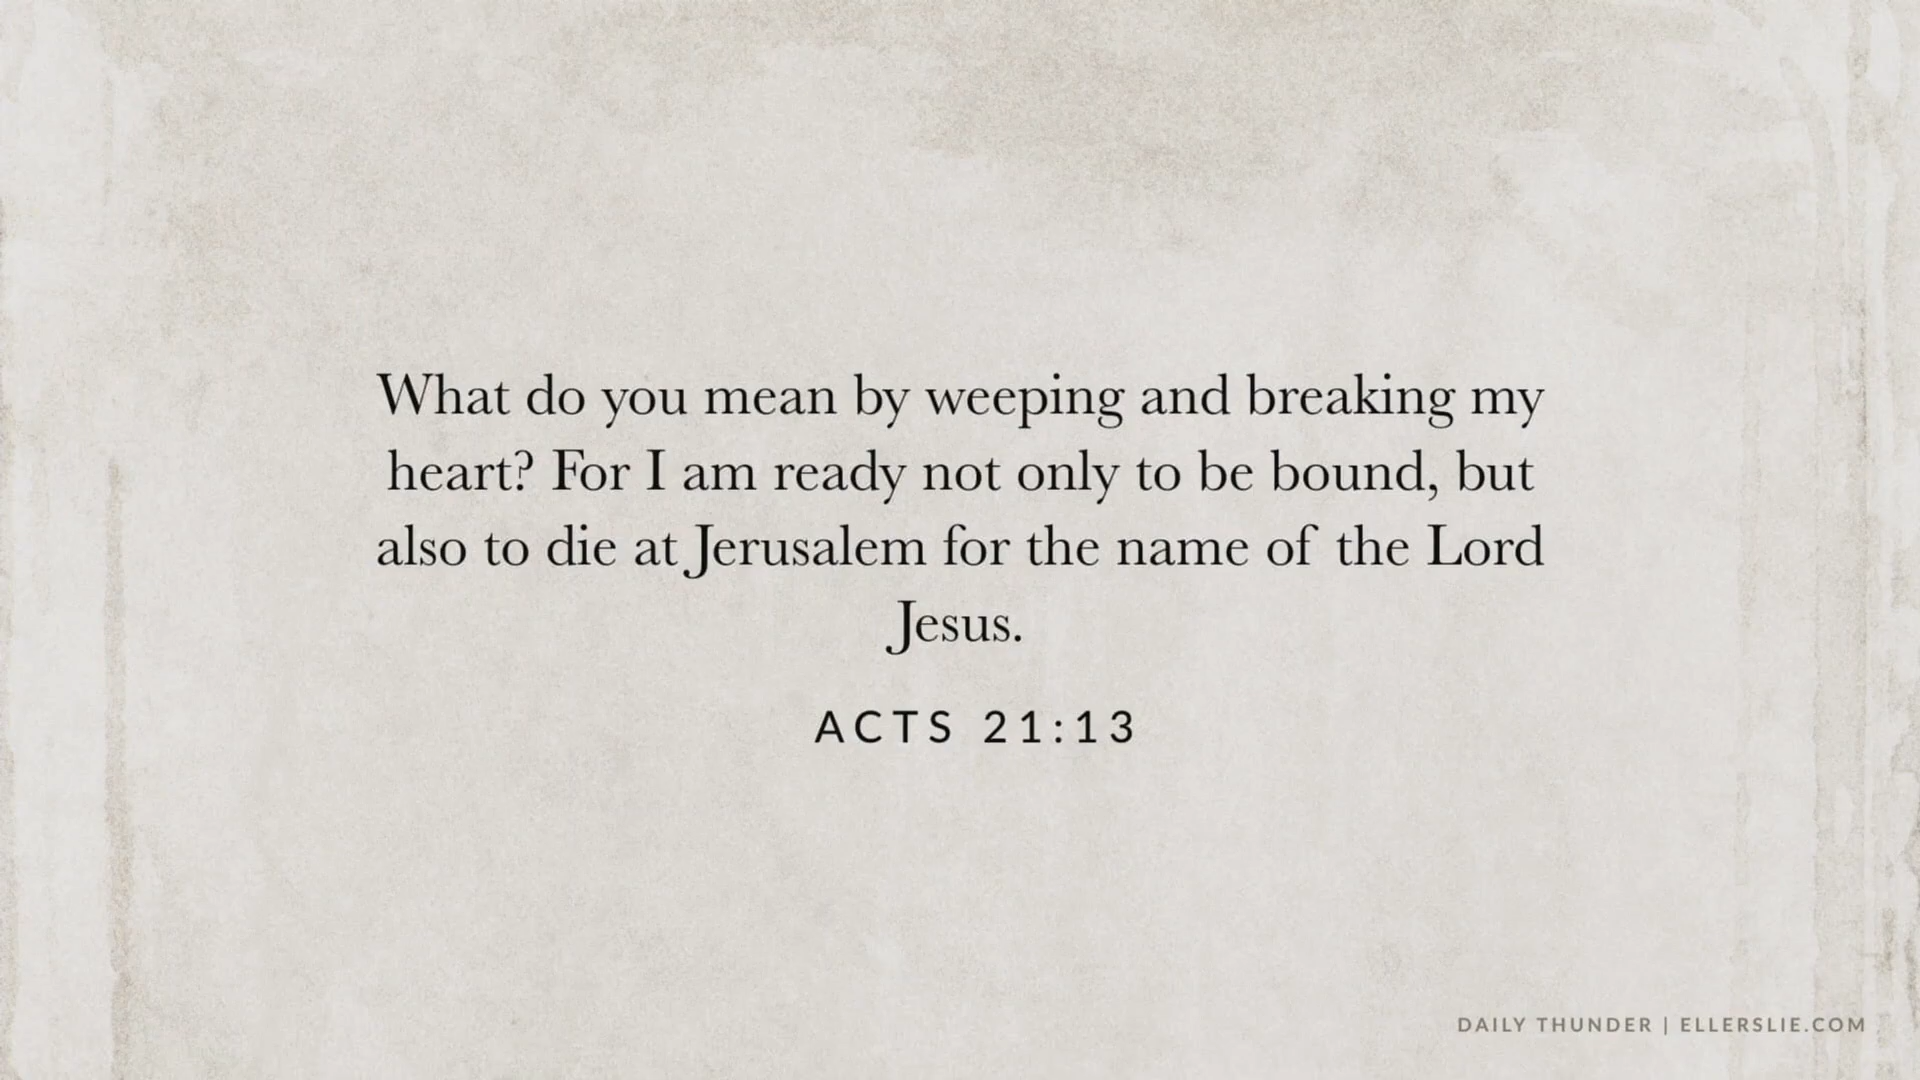 What do you mean by weeping and breaking my
heart? For I am ready not only to be bound, but
also to die at Jerusalem for the name of the Lord
Jesus.
ACTS 21:13
DAILY THUNDER | ELLERSLIE.COM